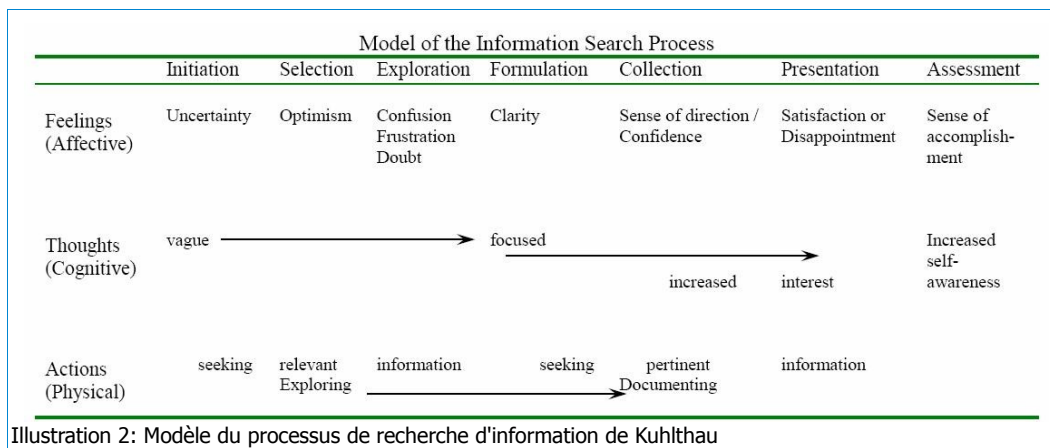 Model of the Information Search Process
Initiation Selection Exploration Formulation Collection Presentation Assessment
Feelings (Affective) Uncertainty Optimism Confusion Frustration Doubt Clarity Sense of direction / Confidence Satisfaction or Disappointment Sense of accomplish-ment
Thoughts (Cognitive) vague focused increased interest Increased self-awareness
Actions (Physical) seeking relevant information seeking pertinent information
Exploring Documenting
Illustration 2: Modèle du processus de recherche d'information de Kuhlthau